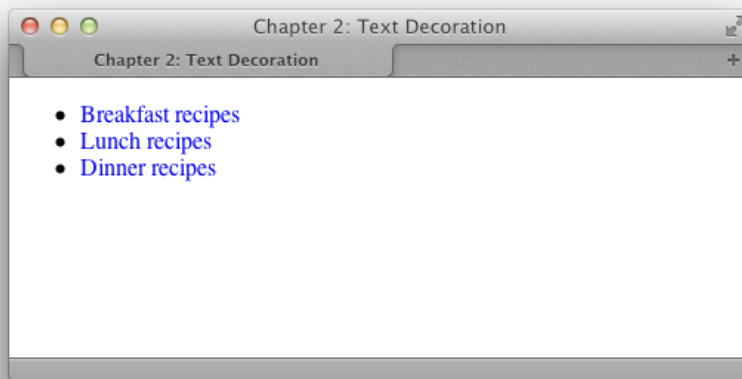 Chapter 2: Text Decoration
Chapter 2: Text Decoration
Breakfast recipes
Lunch recipes
Dinner recipes